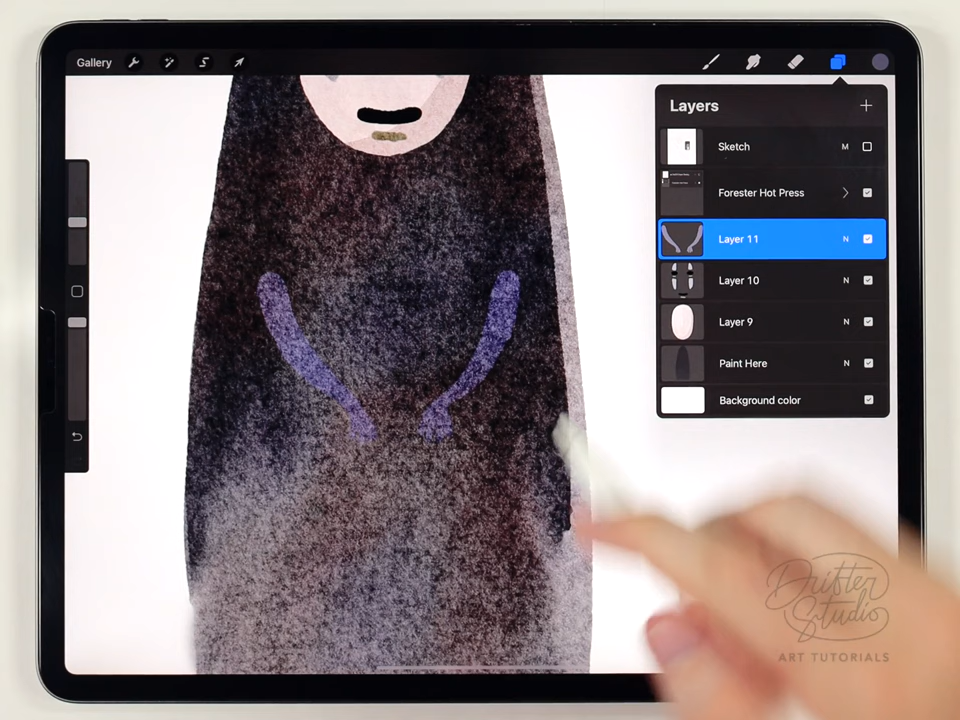 Gallery
Layers
Sketch M
Forester Hot Press
Layer 11 N
Layer 10 N
Layer 9 N
Paint Here N
Background color
Drifter
Studio
ART TUTORIALS